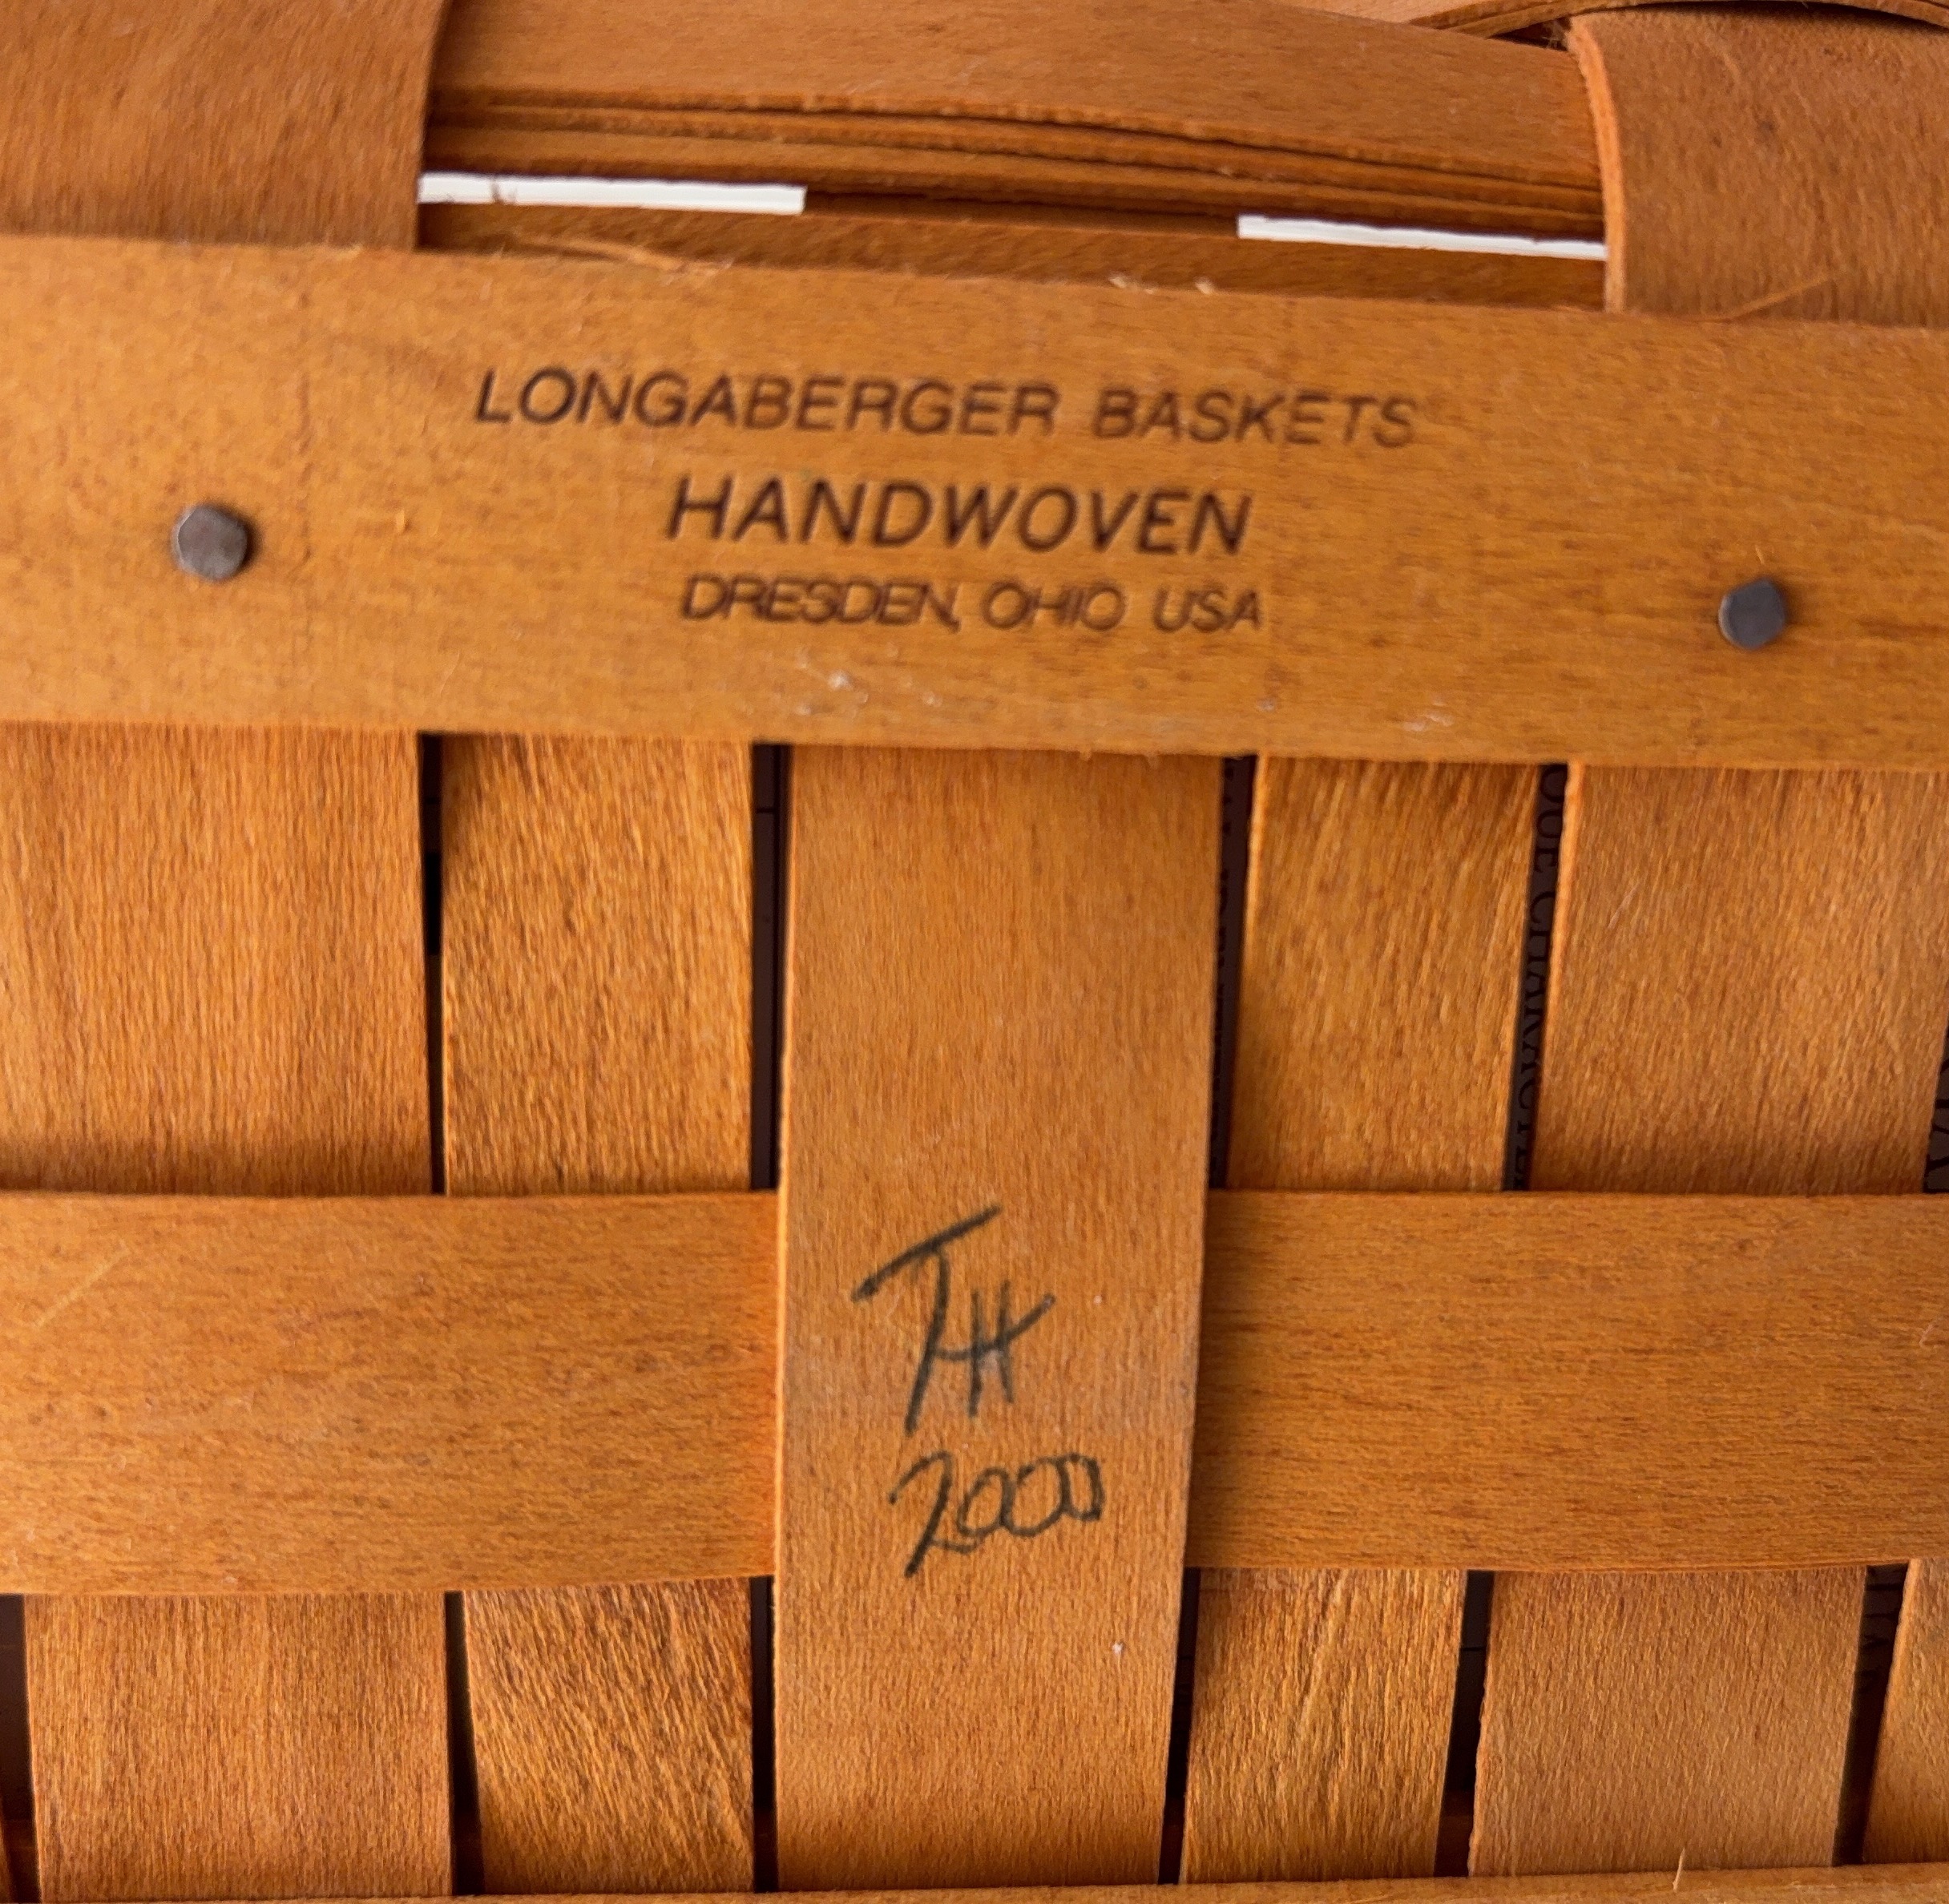 LONGABERGER BASKETS
HANDWOVEN
DRESDEN, OHIO USA
TH
2000